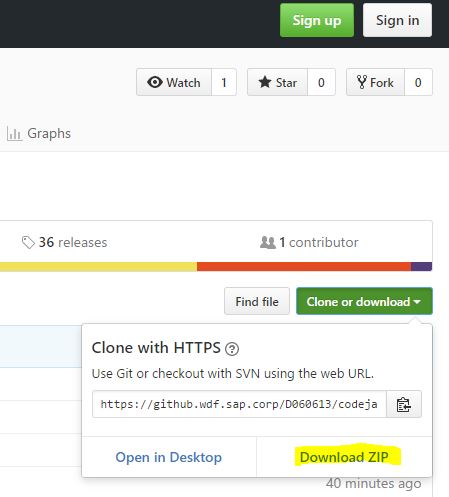 Sign up Sign in
Watch 1 Star 0 Fork 0
Graphs
36 releases 1 contributor
Find file Clone or download
Clone with HTTPS ?
Use Git or checkout with SVN using the web URL.
https://github.wdf.sap.corp/D060613/codeja
Open in Desktop Download ZIP
40 minutes ago